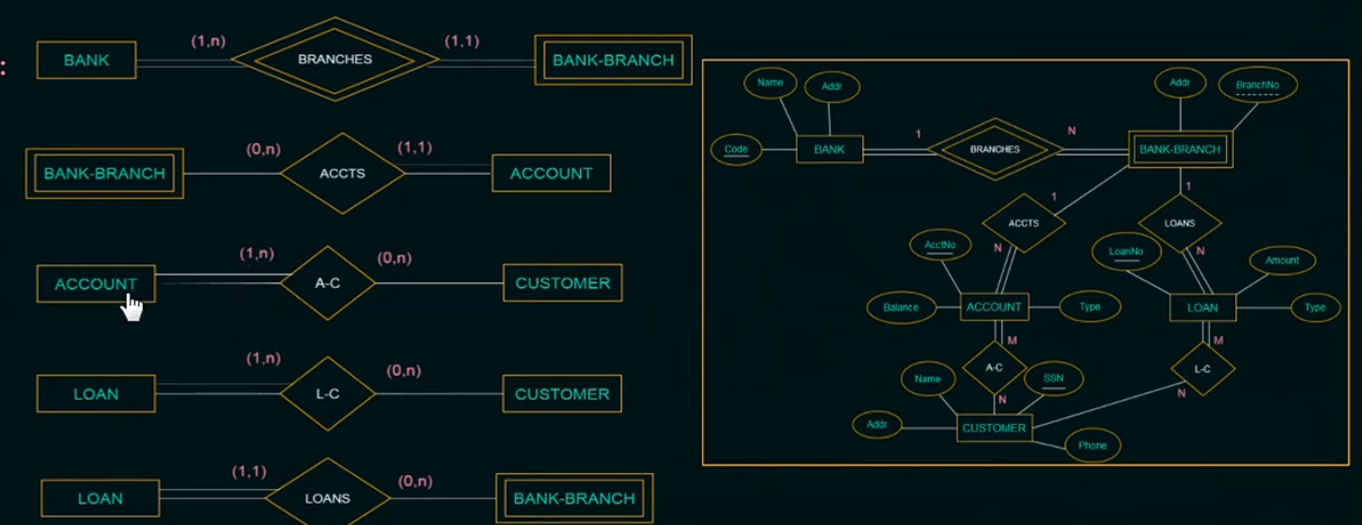 :
BANK (1,n) BRANCHES (1,1) BANK-BRANCH
BANK-BRANCH (0,n) ACCTS (1,1) ACCOUNT
ACCOUNT (1,n) A-C (0,n) CUSTOMER
LOAN (1,n) L-C (0,n) CUSTOMER
LOAN (1,1) LOANS (0,n) BANK-BRANCH
Name Addr Addr BranchNo
Code BANK 1 BRANCHES N BANK-BRANCH
1 1
ACCTS LOANS
AcctNo N LoanNo N Amount
Balance ACCOUNT Type LOAN Type
M M
A-C L-C
Name SSN
N N
Addr CUSTOMER Phone